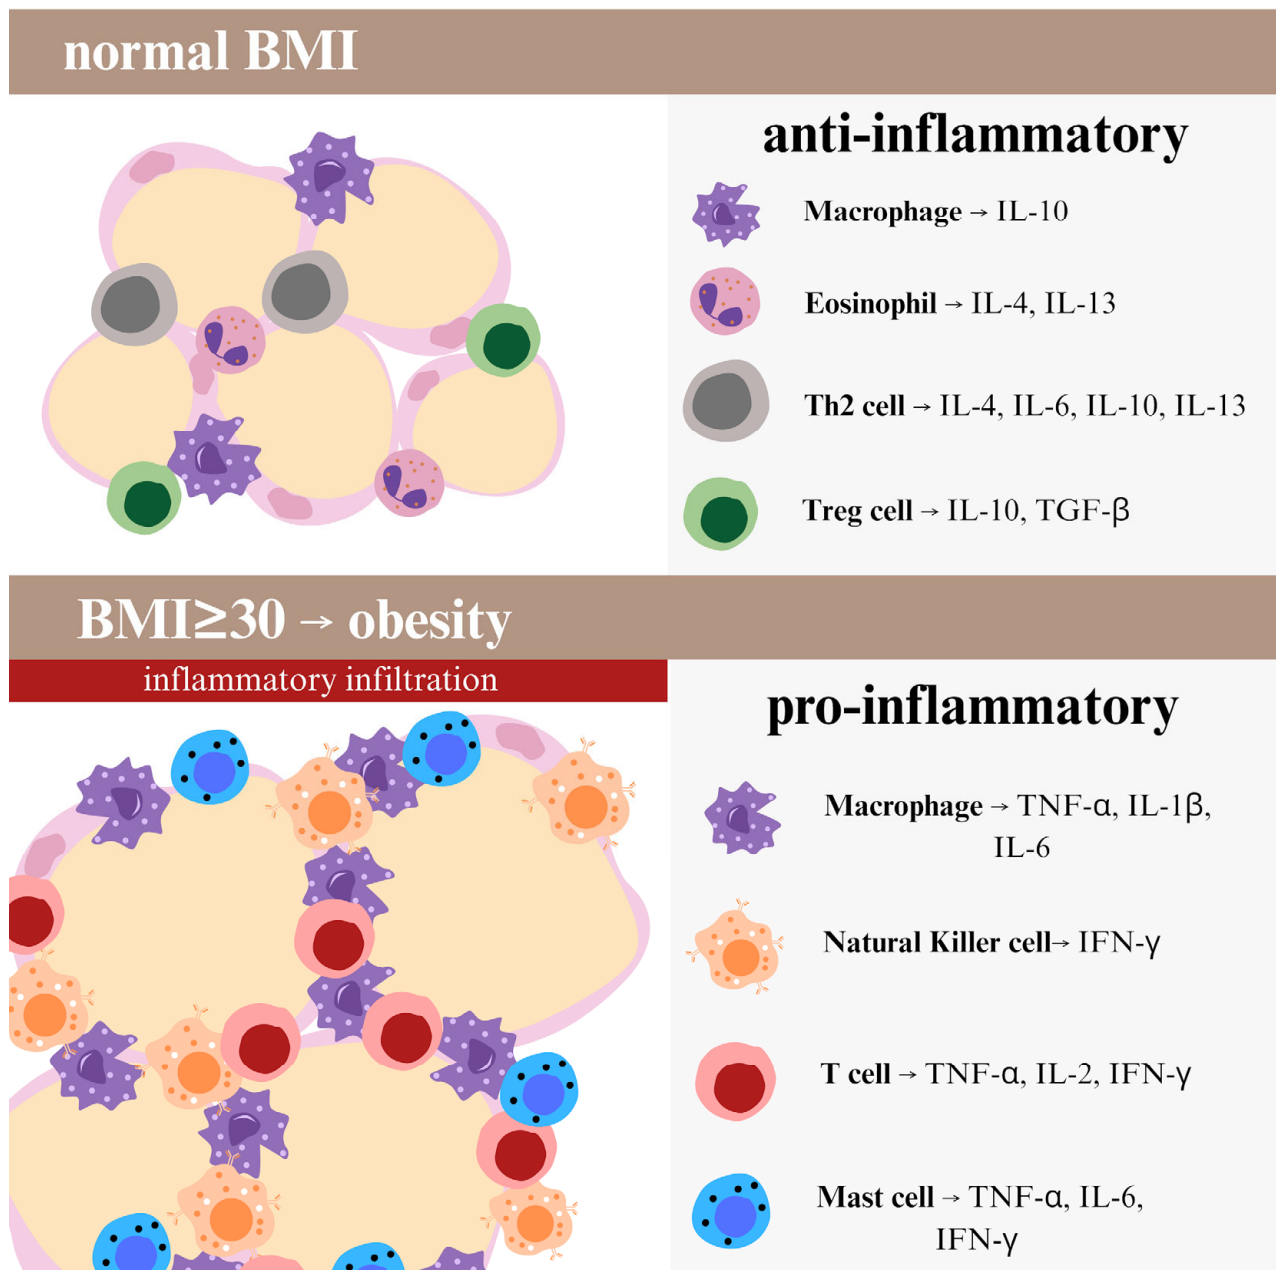 normal BMI
anti-inflammatory
Macrophage → IL-10
Eosinophil → IL-4, IL-13
Th2 cell → IL-4, IL-6, IL-10, IL-13
Treg cell → IL-10, TGF-β
BMI≥30 → obesity
inflammatory infiltration
pro-inflammatory
Macrophage → TNF-α, IL-1β,
IL-6
Natural Killer cell→ IFN-γ
T cell → TNF-α, IL-2, IFN-γ
Mast cell → TNF-α, IL-6,
IFN-γ